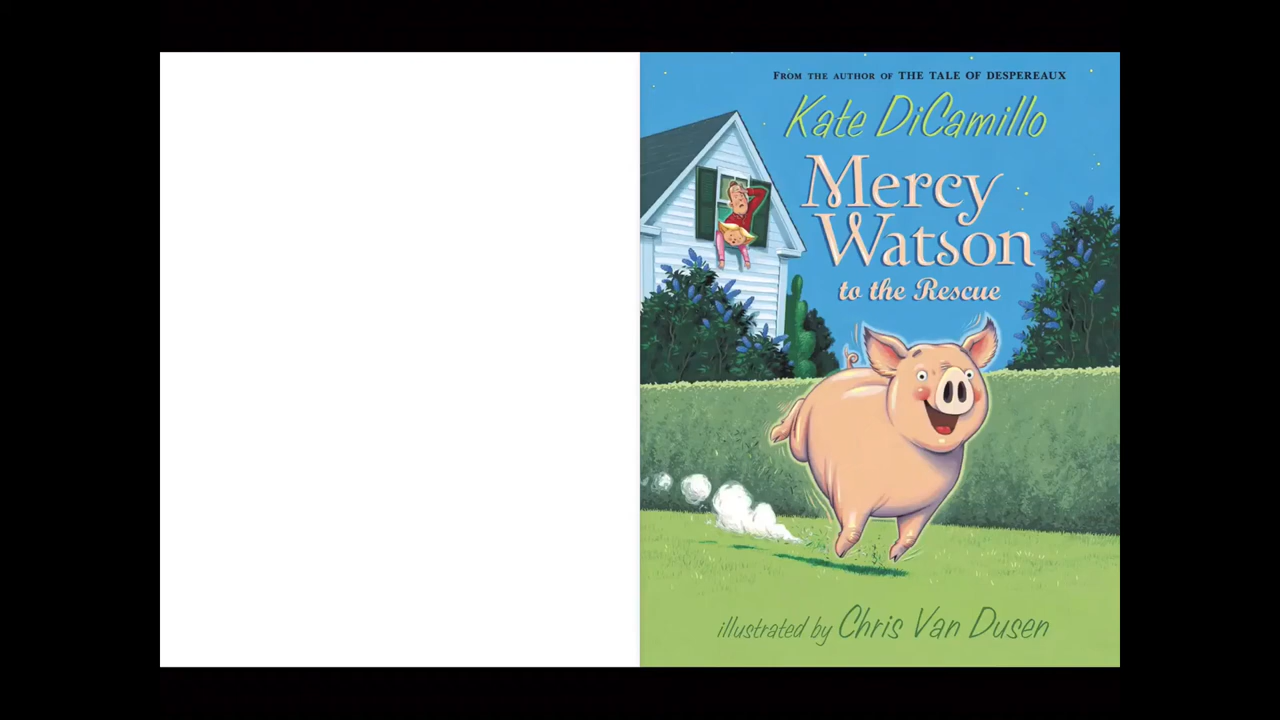 FROM THE AUTHOR OF THE TALE OF DESPEREAUX
Kate DiCamillo
Mercy
Watson
to the Rescue
illustrated by Chris Van Dusen